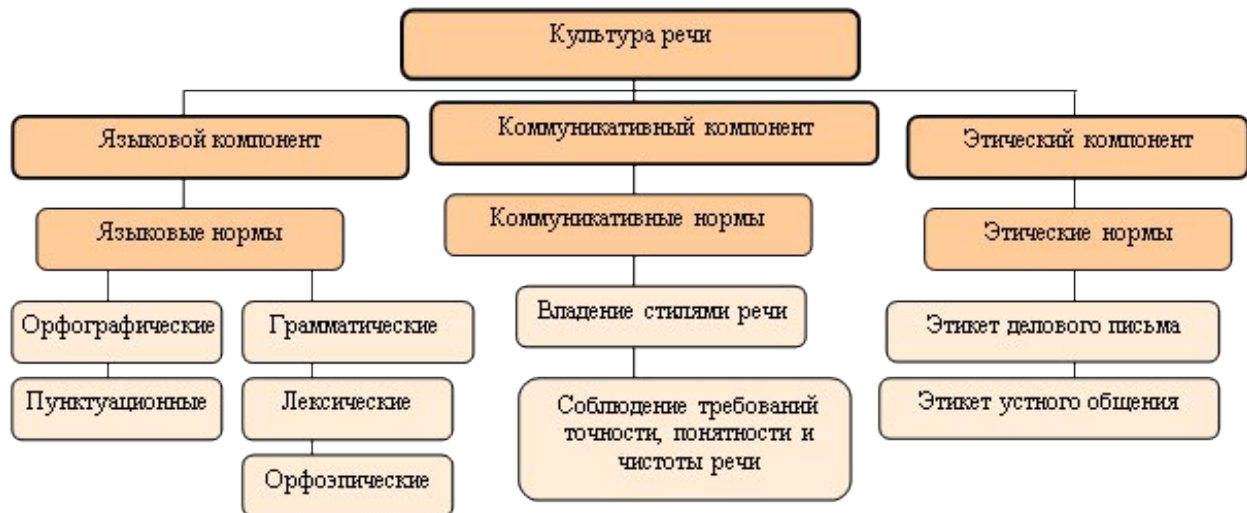 Культура речи
Языковой компонент
Коммуникативный компонент
Этический компонент
Языковые нормы
Коммуникативные нормы
Этические нормы
Орфографические
Грамматические
Владение стилями речи
Этикет делового письма
Пунктуационные
Лексические
Соблюдение требований
точности, понятности и
чистоты речи
Этикет устного общения
Орфоэпические